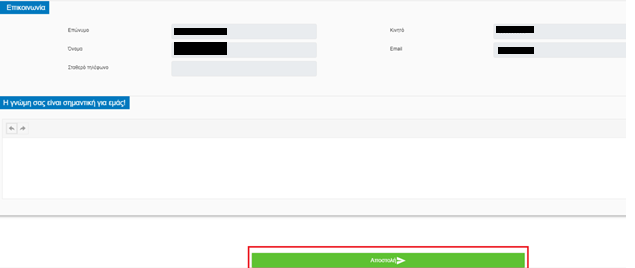 Επικοινωνία
Επώνυμο
Κινητό
Όνομα
Email
Σταθερό τηλέφωνο
Η γνώμη σας είναι σημαντική για εμάς!
Αποστολή